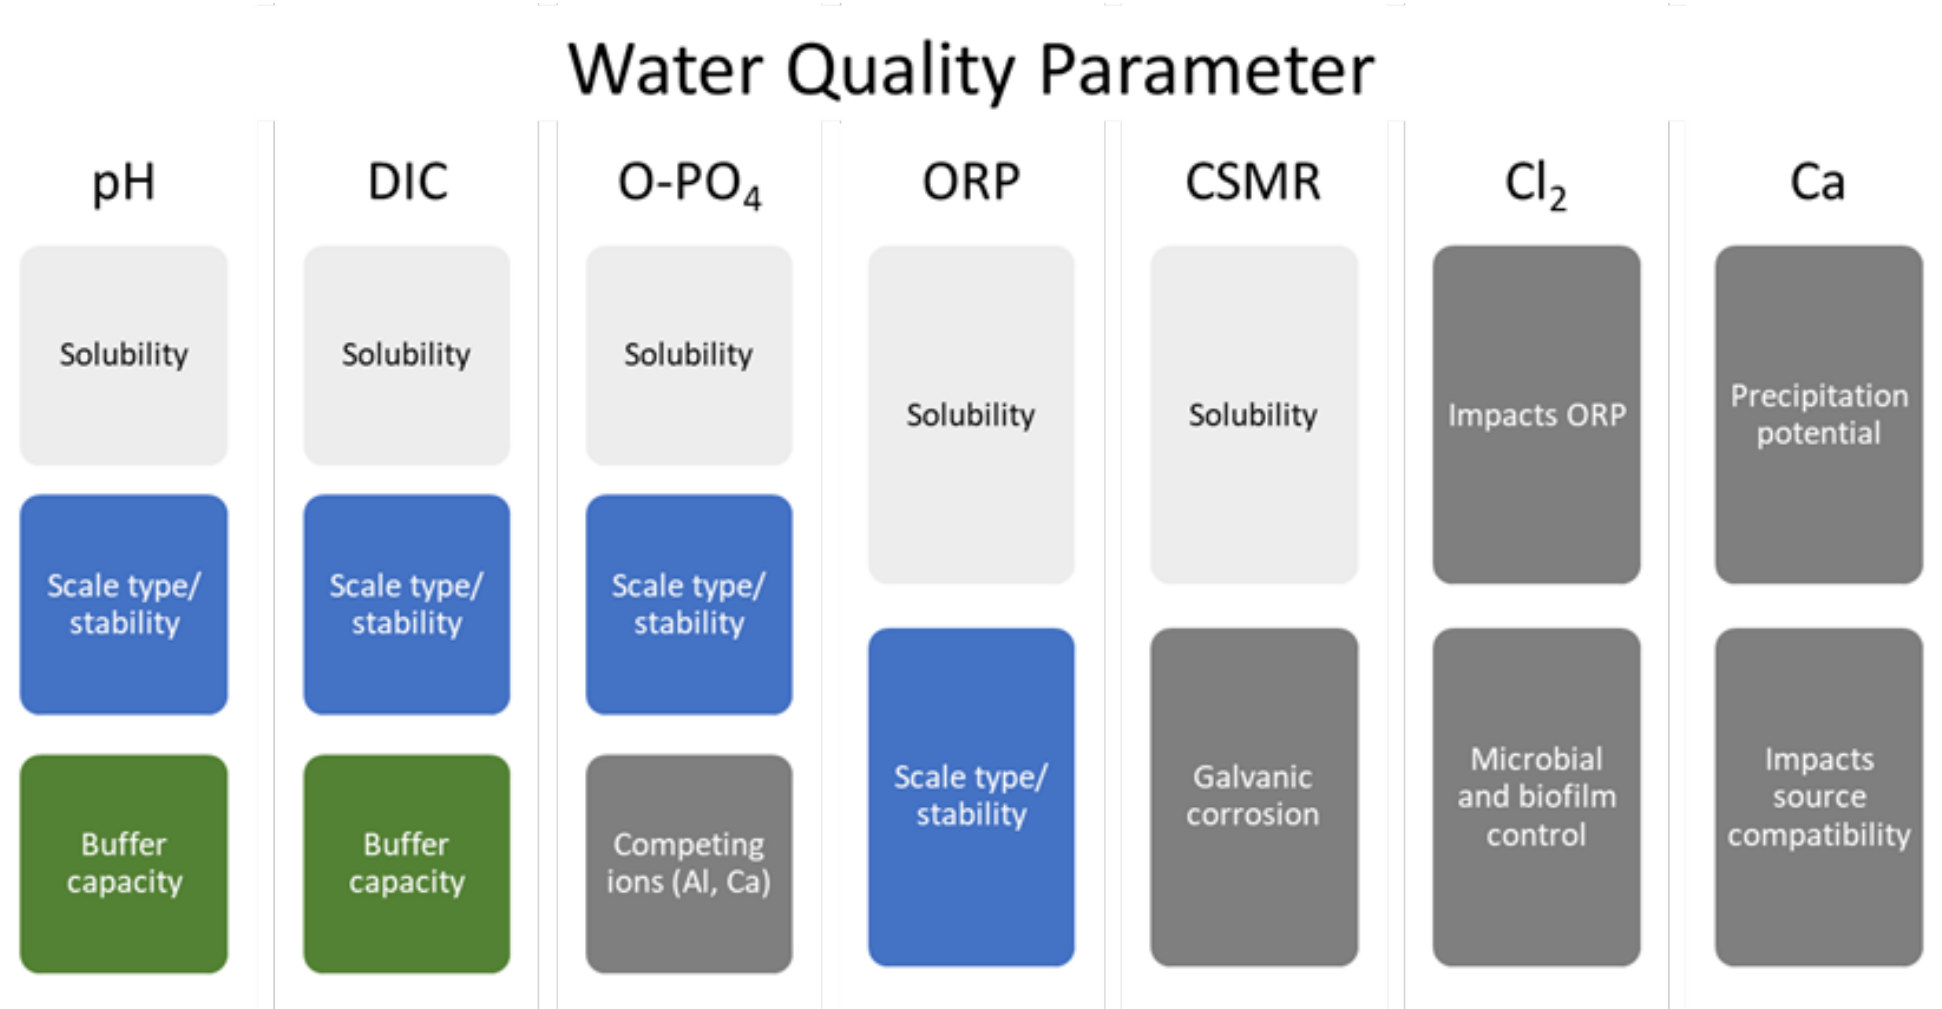 Water Quality Parameter
pH
Solubility
Scale type/
stability
Buffer
capacity
DIC
Solubility
Scale type/
stability
Buffer
capacity
O-PO₄
Solubility
Scale type/
stability
Competing
ions (Al, Ca)
ORP
Solubility
Scale type/
stability
CSMR
Solubility
Galvanic
corrosion
Cl₂
Impacts ORP
Microbial
and biofilm
control
Ca
Precipitation
potential
Impacts
source
compatibility